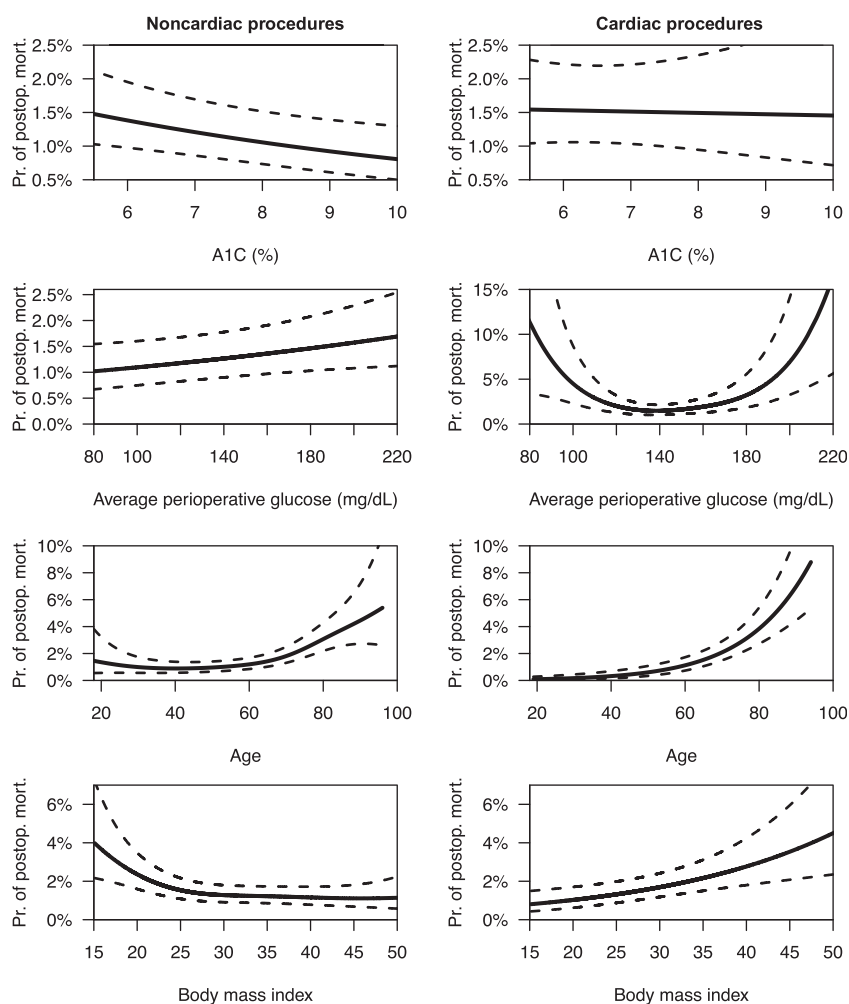 Noncardiac procedures
Pr. of postop. mort.
2.5%
2.0%
1.5%
1.0%
0.5%
6 7 8 9 10
A1C (%)
Cardiac procedures
Pr. of postop. mort.
2.5%
2.0%
1.5%
1.0%
0.5%
6 7 8 9 10
A1C (%)
Pr. of postop. mort.
2.5%
2.0%
1.5%
1.0%
0.5%
0.0%
80 100 140 180 220
Average perioperative glucose (mg/dL)
Pr. of postop. mort.
15%
10%
5%
0%
80 100 140 180 220
Average perioperative glucose (mg/dL)
Pr. of postop. mort.
10%
8%
6%
4%
2%
0%
20 40 60 80 100
Age
Pr. of postop. mort.
10%
8%
6%
4%
2%
0%
20 40 60 80 100
Age
Pr. of postop. mort.
6%
4%
2%
0%
15 20 25 30 35 40 45 50
Body mass index
Pr. of postop. mort.
6%
4%
2%
0%
15 20 25 30 35 40 45 50
Body mass index